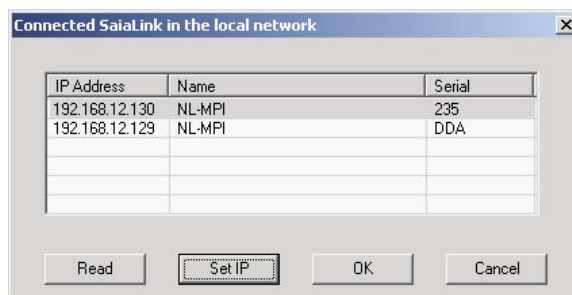 Connected SaiaLink in the local network
IP Address Name Serial
192.168.12.130 NL-MPI 235
192.168.12.129 NL-MPI DDA
Read Set IP OK Cancel